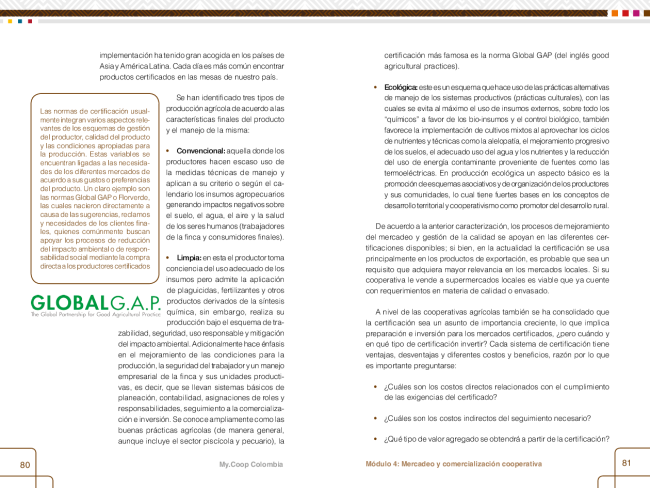 implementación ha tenido gran acogida en los países de
Asia y América Latina. Cada día es más común encontrar
productos certificados en las mesas de nuestro país.
Las normas de certificación usual-
mente integran varios aspectos rele-
vantes de los esquemas de gestión
del productor, calidad del producto
y las condiciones apropiadas para
la producción. Estas variables se
encuentran ligadas a las necesida-
des de los diferentes mercados de
acuerdo a sus gustos o preferencias
del producto. Un claro ejemplo son
las normas Global GAP o Florverde,
las cuales nacieron directamente a
causa de las sugerencias, reclamos
y necesidades de los clientes fina-
les, quienes comúnmente buscan
apoyar los procesos de reducción
del impacto ambiental o de respon-
sabilidad social mediante la compra
directa a los productores certificados
GLOBALG.A.P.
The Global Partnership for Good Agricultural Practice
Se han identificado tres tipos de
producción agrícola de acuerdo a las
características finales del producto
y el manejo de la misma:
• Convencional: aquella donde los
productores hacen escaso uso de
la medidas técnicas de manejo y
aplican a su criterio o según el ca-
lendario los insumos agropecuarios
generando impactos negativos sobre
el suelo, el agua, el aire y la salud
de los seres humanos (trabajadores
de la finca y consumidores finales).
• Limpia: en esta el productor toma
conciencia del uso adecuado de los
insumos pero admite la aplicación
de plaguicidas, fertilizantes y otros
productos derivados de la síntesis
química, sin embargo, realiza su
producción bajo el esquema de tra-
zabilidad, seguridad, uso responsable y mitigación
del impacto ambiental. Adicionalmente hace énfasis
en el mejoramiento de las condiciones para la
producción, la seguridad del trabajador y un manejo
empresarial de la finca y sus unidades producti-
vas, es decir, que se llevan sistemas básicos de
planeación, contabilidad, asignaciones de roles y
responsabilidades, seguimiento a la comercializa-
ción e inversión. Se conoce ampliamente como las
buenas prácticas agrícolas (de manera general,
aunque incluye el sector piscícola y pecuario), la
80
My.Coop Colombia
certificación más famosa es la norma Global GAP (del inglés good
agricultural practices).
• Ecológica: este es un esquema que hace uso de las prácticas alternativas
de manejo de los sistemas productivos (prácticas culturales), con las
cuales se evita al máximo el uso de insumos externos, sobre todo los
“químicos” a favor de los bio-insumos y el control biológico, también
favorece la implementación de cultivos mixtos al aprovechar los ciclos
de nutrientes y técnicas como la alelopatía, el mejoramiento progresivo
de los suelos, el adecuado uso del agua y los nutrientes y la reducción
del uso de energía contaminante proveniente de fuentes como las
termoeléctricas. En producción ecológica un aspecto básico es la
promoción de esquemas asociativos y de organización de los productores
y sus comunidades, lo cual tiene fuertes bases en los conceptos de
desarrollo territorial y cooperativismo como promotor del desarrollo rural.
De acuerdo a la anterior caracterización, los procesos de mejoramiento
del mercadeo y gestión de la calidad se apoyan en las diferentes cer-
tificaciones disponibles; si bien, en la actualidad la certificación se usa
principalmente en los productos de exportación, es probable que sea un
requisito que adquiera mayor relevancia en los mercados locales. Si su
cooperativa le vende a supermercados locales es viable que ya cuente
con requerimientos en materia de calidad o envasado.
A nivel de las cooperativas agrícolas también se ha consolidado que
la certificación sea un asunto de importancia creciente, lo que implica
preparación e inversión para los mercados certificados, ¿pero cuándo y
en qué tipo de certificación invertir? Cada sistema de certificación tiene
ventajas, desventajas y diferentes costos y beneficios, razón por lo que
es importante preguntarse:
• ¿Cuáles son los costos directos relacionados con el cumplimiento
de las exigencias del certificado?
• ¿Cuáles son los costos indirectos del seguimiento necesario?
• ¿Qué tipo de valor agregado se obtendrá a partir de la certificación?
Módulo 4: Mercadeo y comercialización cooperativa
81